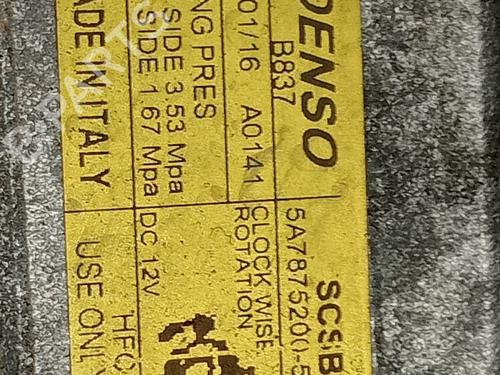 DENSO
B837
01/16 A0141
NG PRES
SIDE 3.53 Mpa
SIDE 1.67 Mpa
MADE IN ITALY
SCSB
5A7875200-5
CLOCK WISE
ROTATION
DC 12V
HFC
USE ONLY